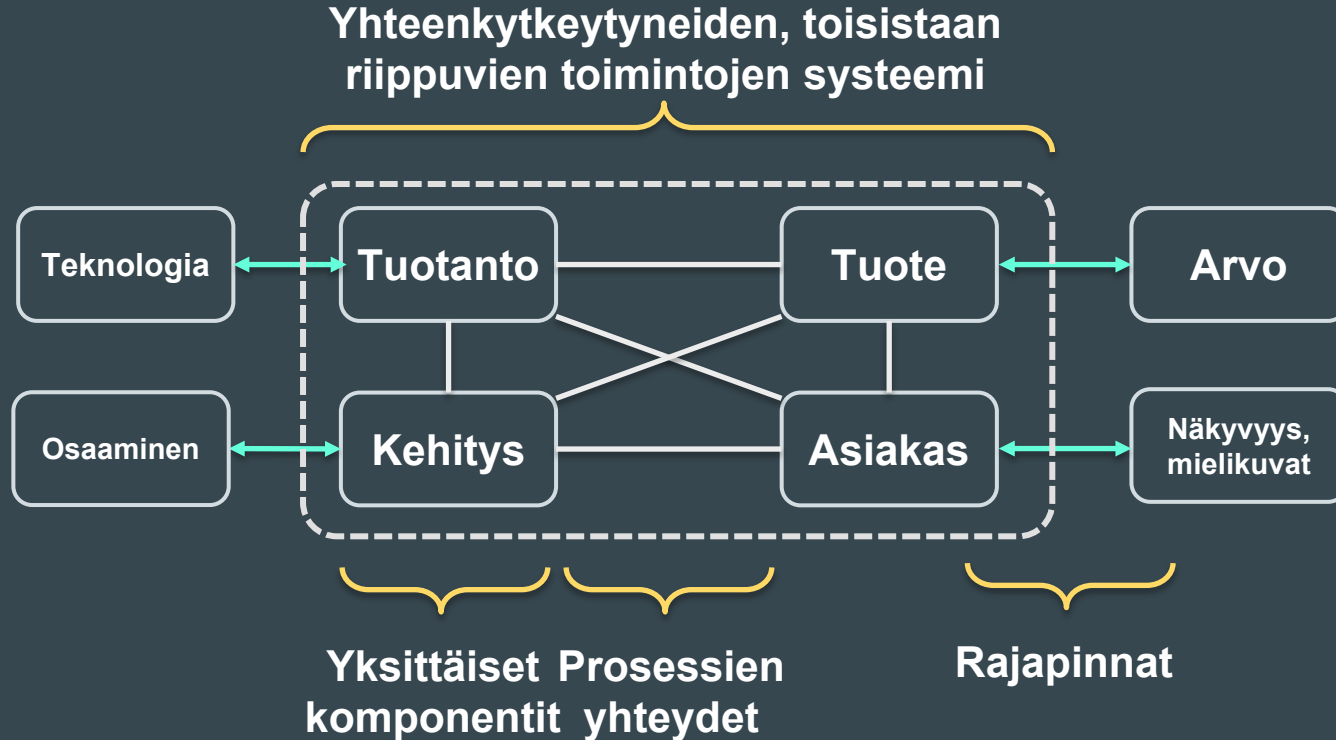 Yhteenkytkeytyneiden, toisistaan
riippuvien toimintojen systeemi
Teknologia
Tuotanto
Tuote
Arvo
Osaaminen
Kehitys
Asiakas
Näkyvyys,
mielikuvat
Yksittäiset
komponentit
Prosessien
yhteydet
Rajapinnat